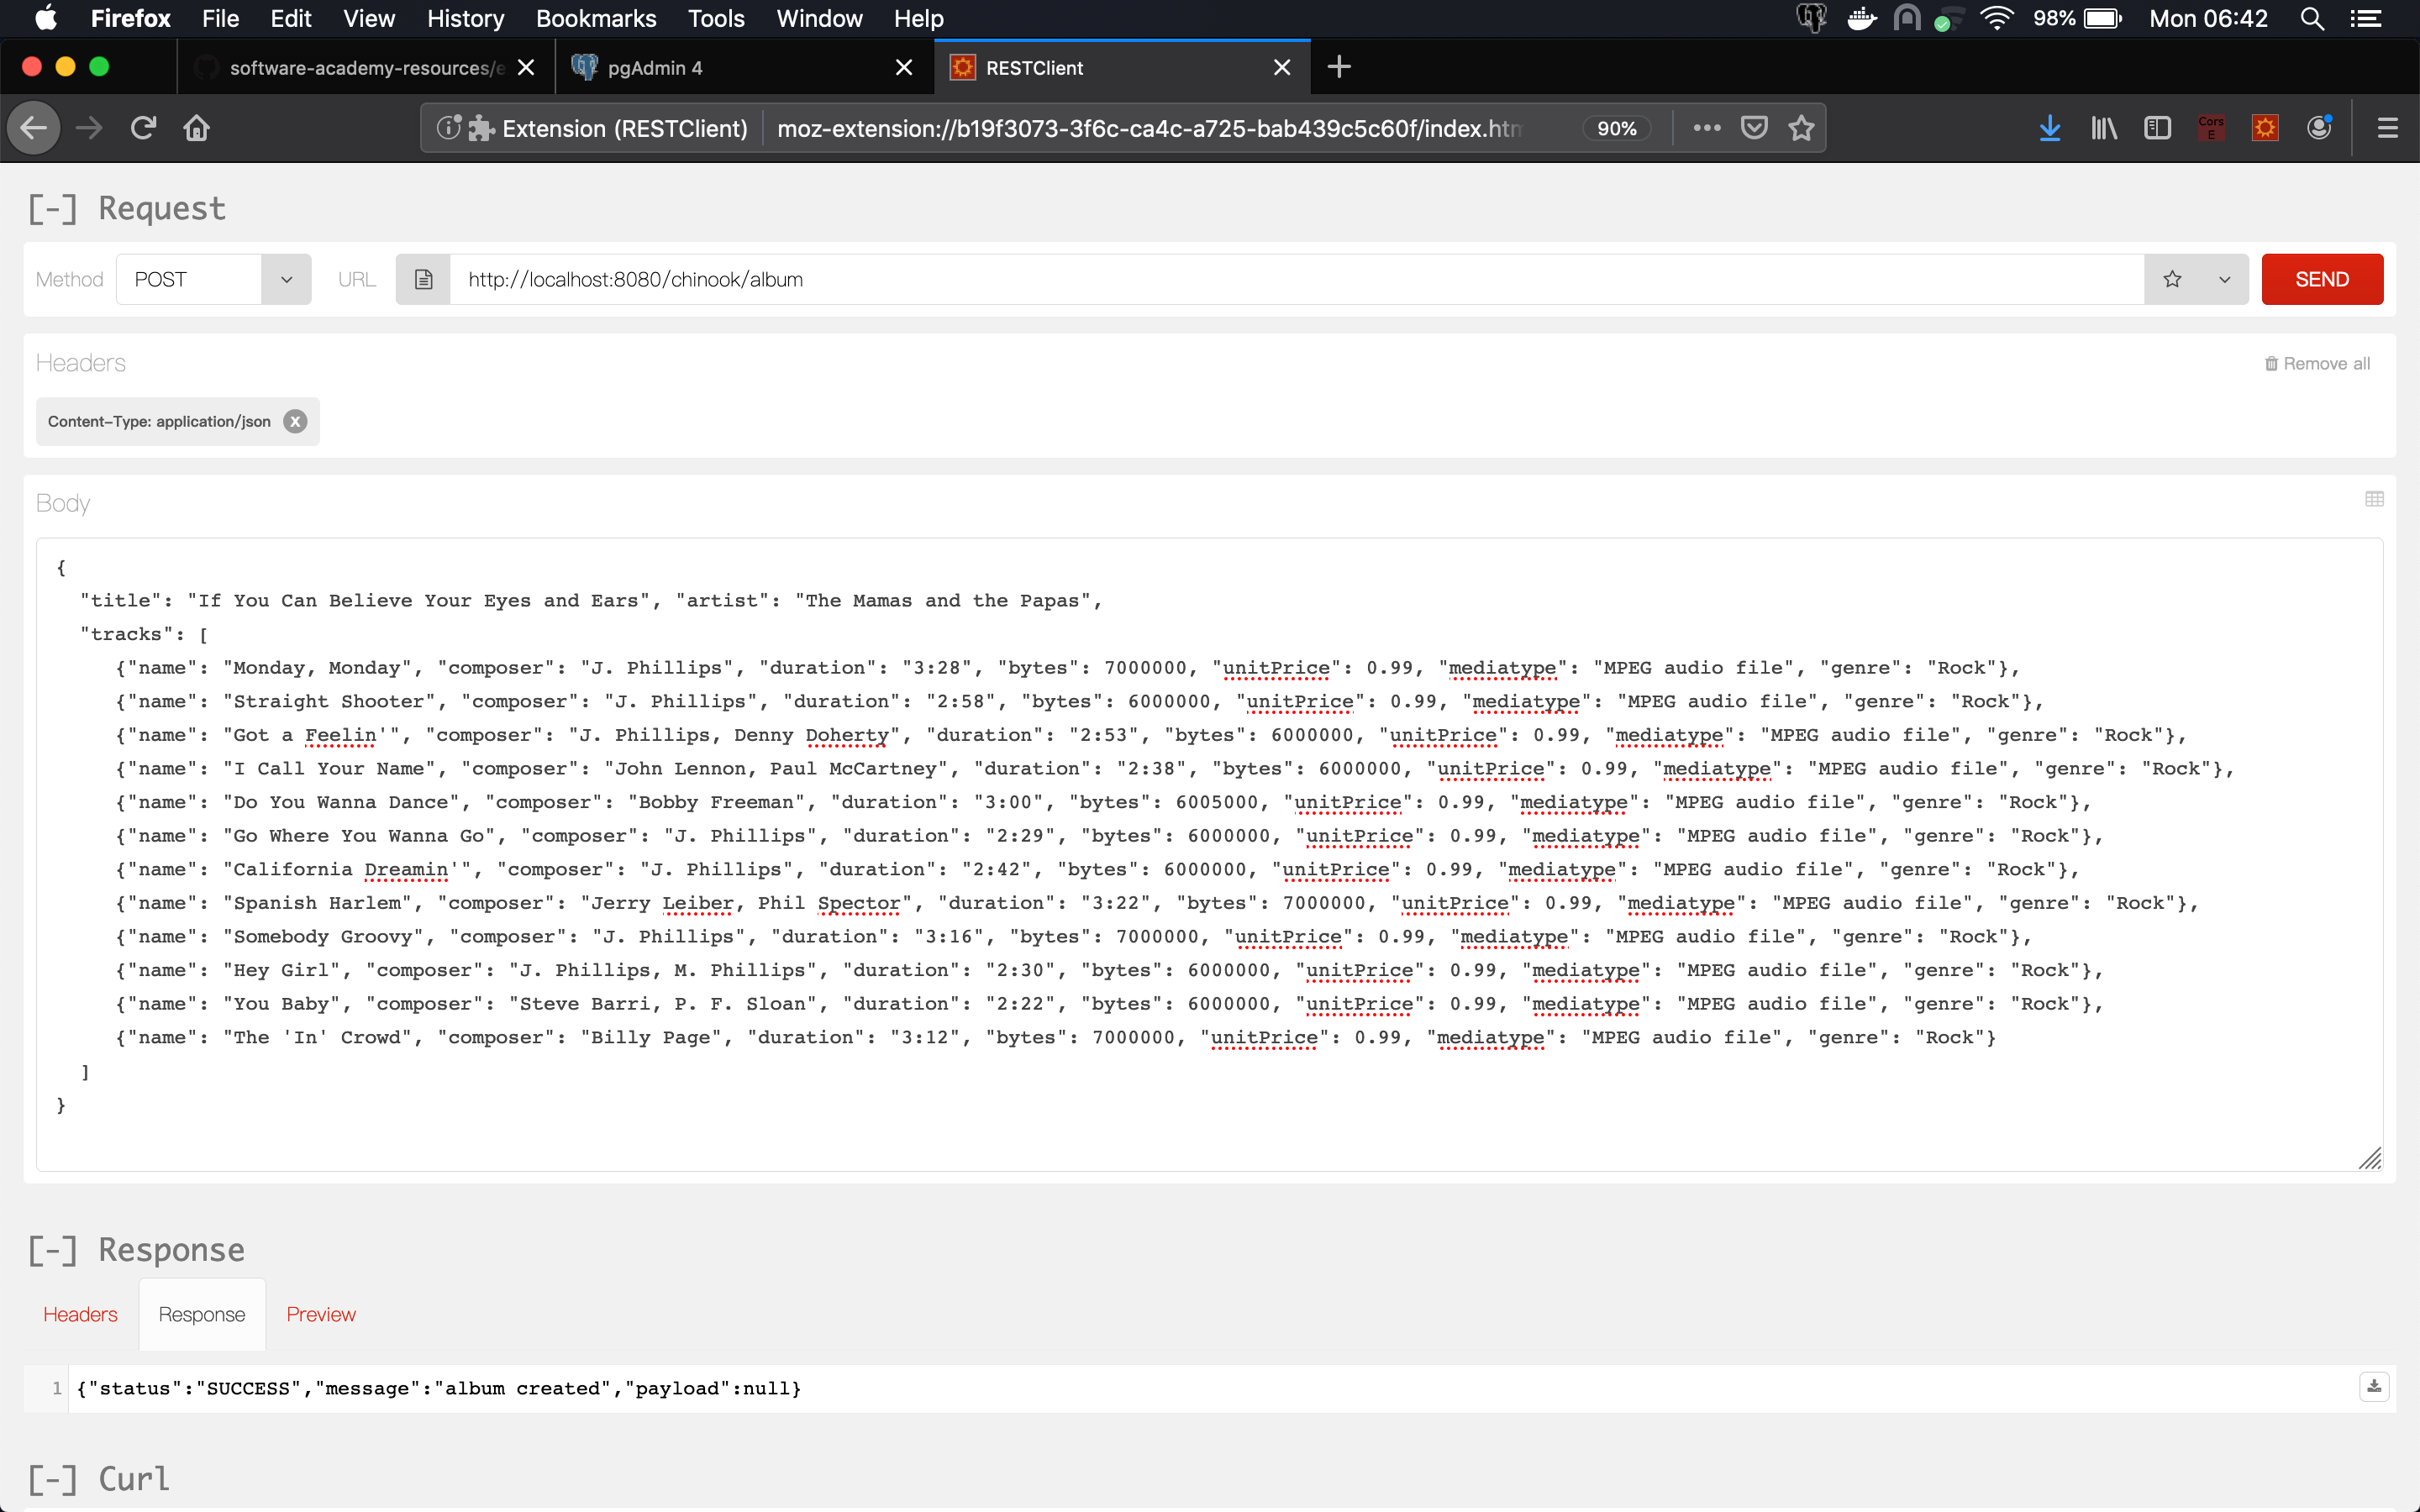 Firefox File Edit View History Bookmarks Tools Window Help 98% Mon 06:42
software-academy-resources/e pgAdmin 4 RESTClient
Extension (RESTClient) moz-extension://b19f3073-3f6c-ca4c-a725-bab439c5c60f/index.htm 90% Cors E
[-] Request
Method POST URL http://localhost:8080/chinook/album SEND
Headers Remove all
Content-Type: application/json x
Body
{
"title": "If You Can Believe Your Eyes and Ears", "artist": "The Mamas and the Papas",
"tracks": [
{"name": "Monday, Monday", "composer": "J. Phillips", "duration": "3:28", "bytes": 7000000, "unitPrice": 0.99, "mediatype": "MPEG audio file", "genre": "Rock"},
{"name": "Straight Shooter", "composer": "J. Phillips", "duration": "2:58", "bytes": 6000000, "unitPrice": 0.99, "mediatype": "MPEG audio file", "genre": "Rock"},
{"name": "Got a Feelin'", "composer": "J. Phillips, Denny Doherty", "duration": "2:53", "bytes": 6000000, "unitPrice": 0.99, "mediatype": "MPEG audio file", "genre": "Rock"},
{"name": "I Call Your Name", "composer": "John Lennon, Paul McCartney", "duration": "2:38", "bytes": 6000000, "unitPrice": 0.99, "mediatype": "MPEG audio file", "genre": "Rock"},
{"name": "Do You Wanna Dance", "composer": "Bobby Freeman", "duration": "3:00", "bytes": 6005000, "unitPrice": 0.99, "mediatype": "MPEG audio file", "genre": "Rock"},
{"name": "Go Where You Wanna Go", "composer": "J. Phillips", "duration": "2:29", "bytes": 6000000, "unitPrice": 0.99, "mediatype": "MPEG audio file", "genre": "Rock"},
{"name": "California Dreamin'", "composer": "J. Phillips", "duration": "2:42", "bytes": 6000000, "unitPrice": 0.99, "mediatype": "MPEG audio file", "genre": "Rock"},
{"name": "Spanish Harlem", "composer": "Jerry Leiber, Phil Spector", "duration": "3:22", "bytes": 7000000, "unitPrice": 0.99, "mediatype": "MPEG audio file", "genre": "Rock"},
{"name": "Somebody Groovy", "composer": "J. Phillips", "duration": "3:16", "bytes": 7000000, "unitPrice": 0.99, "mediatype": "MPEG audio file", "genre": "Rock"},
{"name": "Hey Girl", "composer": "J. Phillips, M. Phillips", "duration": "2:30", "bytes": 6000000, "unitPrice": 0.99, "mediatype": "MPEG audio file", "genre": "Rock"},
{"name": "You Baby", "composer": "Steve Barri, P. F. Sloan", "duration": "2:22", "bytes": 6000000, "unitPrice": 0.99, "mediatype": "MPEG audio file", "genre": "Rock"},
{"name": "The 'In' Crowd", "composer": "Billy Page", "duration": "3:12", "bytes": 7000000, "unitPrice": 0.99, "mediatype": "MPEG audio file", "genre": "Rock"}
]
}
[-] Response
Headers Response Preview
1 {"status":"SUCCESS","message":"album created","payload":null}
[-] Curl